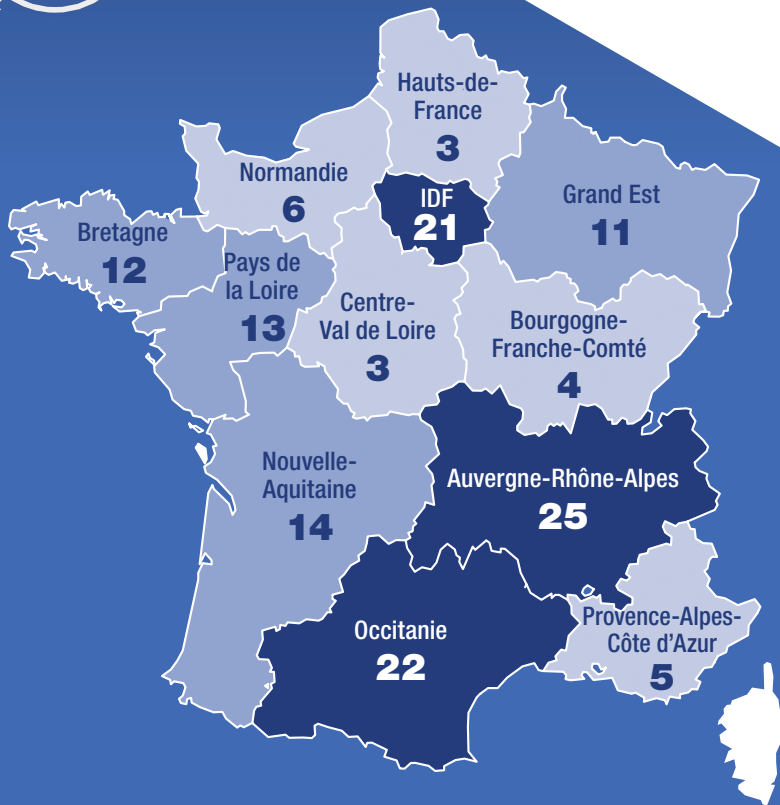 Hauts-de-
France
3
Normandie
6
IDF
21
Grand Est
11
Bretagne
12
Pays de
la Loire
13
Centre-
Val de Loire
3
Bourgogne-
Franche-Comté
4
Nouvelle-
Aquitaine
14
Auvergne-Rhône-Alpes
25
Occitanie
22
Provence-Alpes-
Côte d'Azur
5